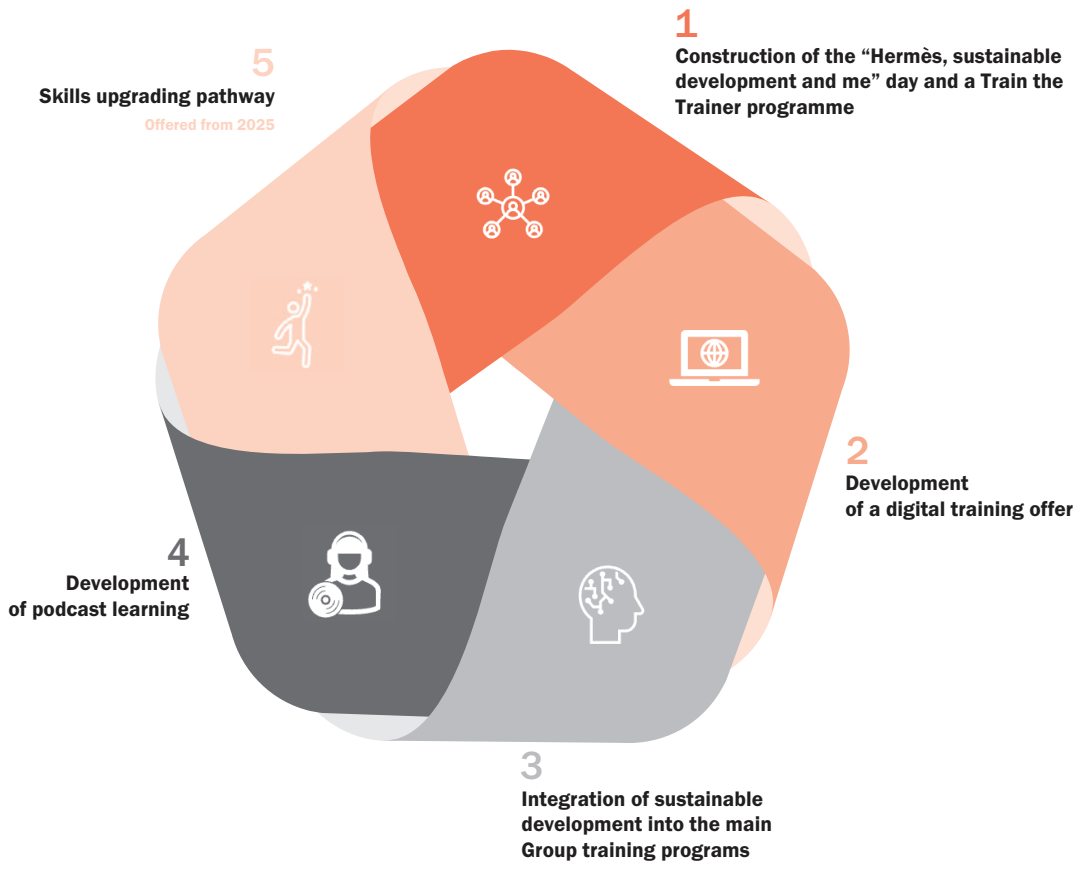 1
Construction of the “Hermès, sustainable
development and me” day and a Train the
Trainer programme
2
Development
of a digital training offer
3
Integration of sustainable
development into the main
Group training programs
4
Development
of podcast learning
5
Skills upgrading pathway
Offered from 2025